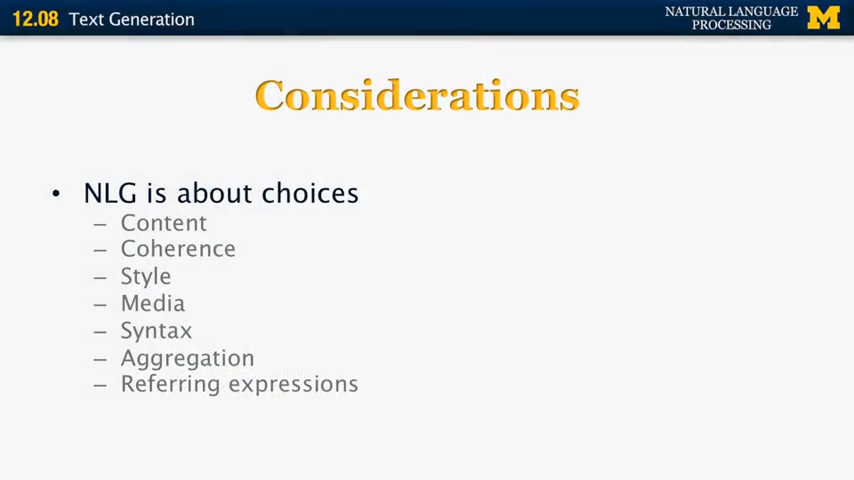 12.08 Text Generation
NATURAL LANGUAGE
PROCESSING
M
Considerations
• NLG is about choices
– Content
– Coherence
– Style
– Media
– Syntax
– Aggregation
– Referring expressions